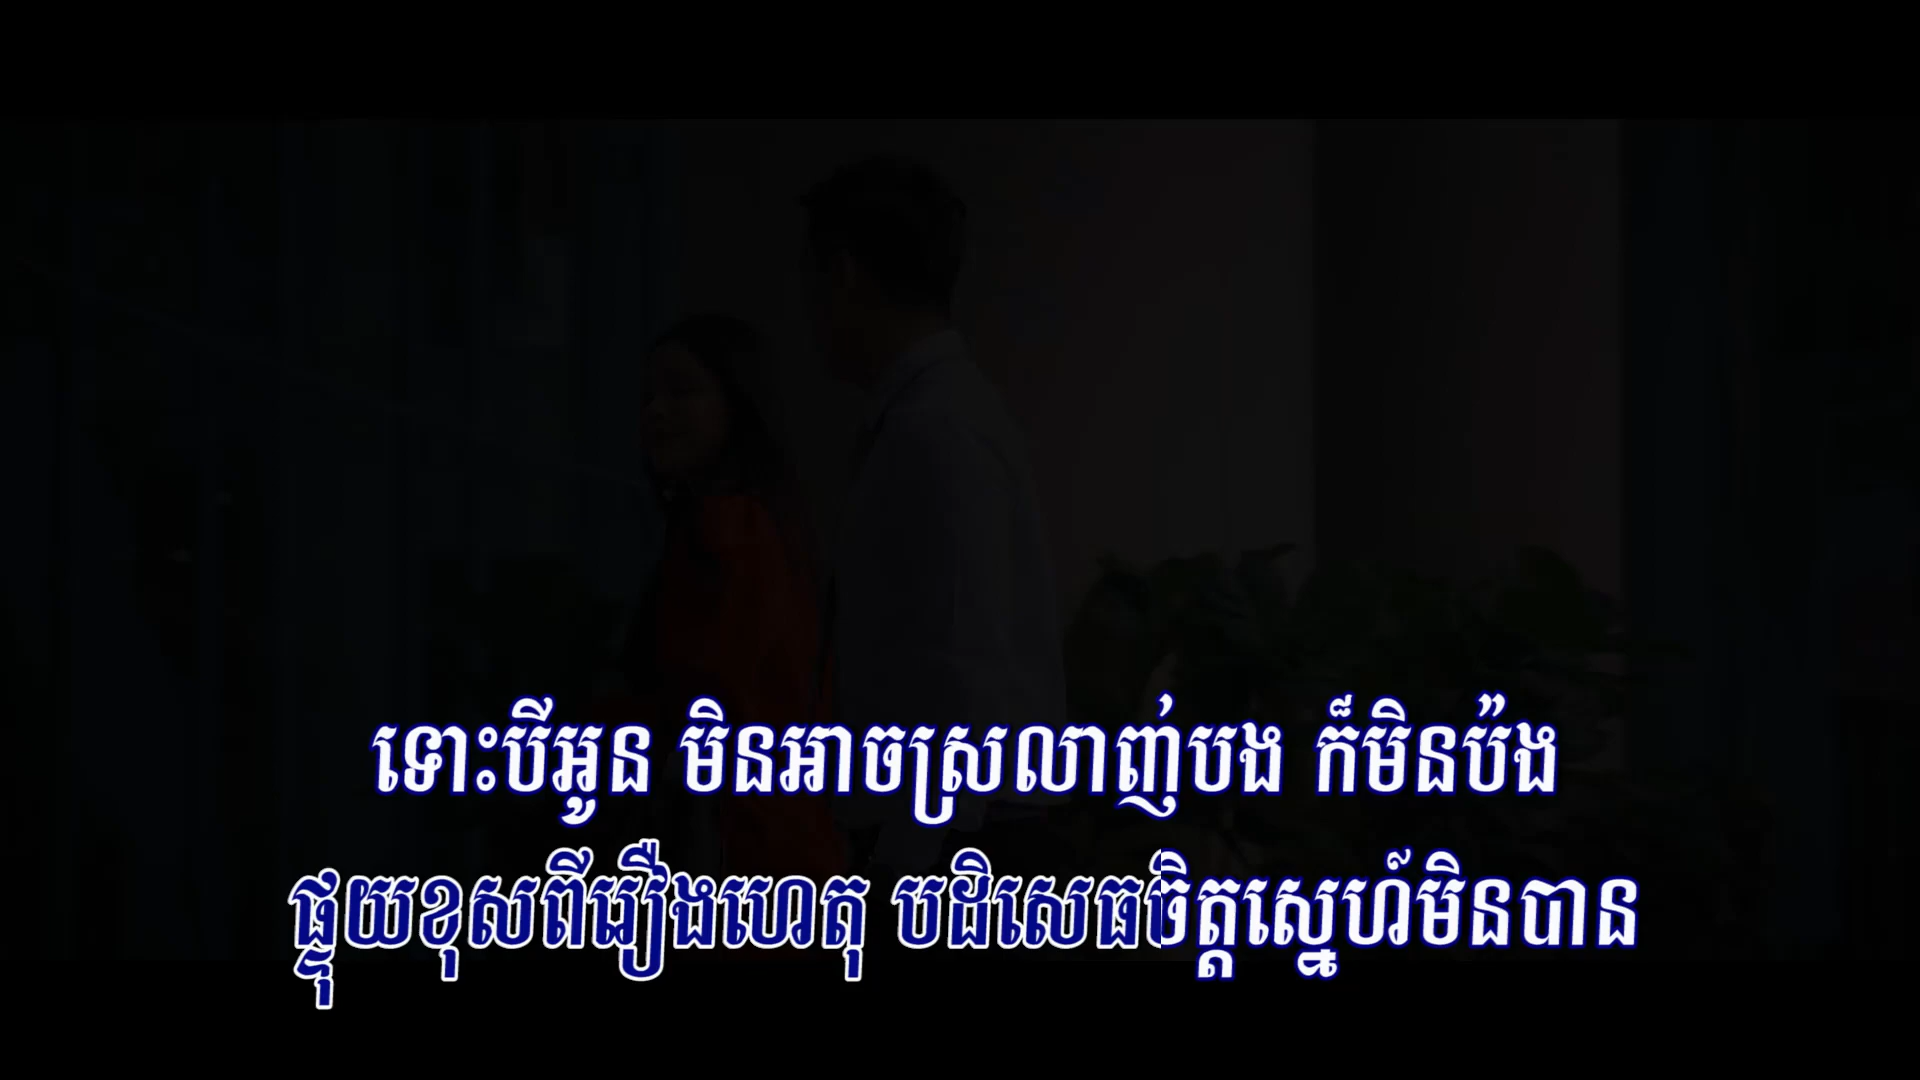 ទោះបីអូន មិនអាចស្រលាញ់បង ក៏មិនប៉ង
ផ្ទុយខុសពីរឿងហេតុ បដិសេធចិត្តស្នេហ៍មិនបាន